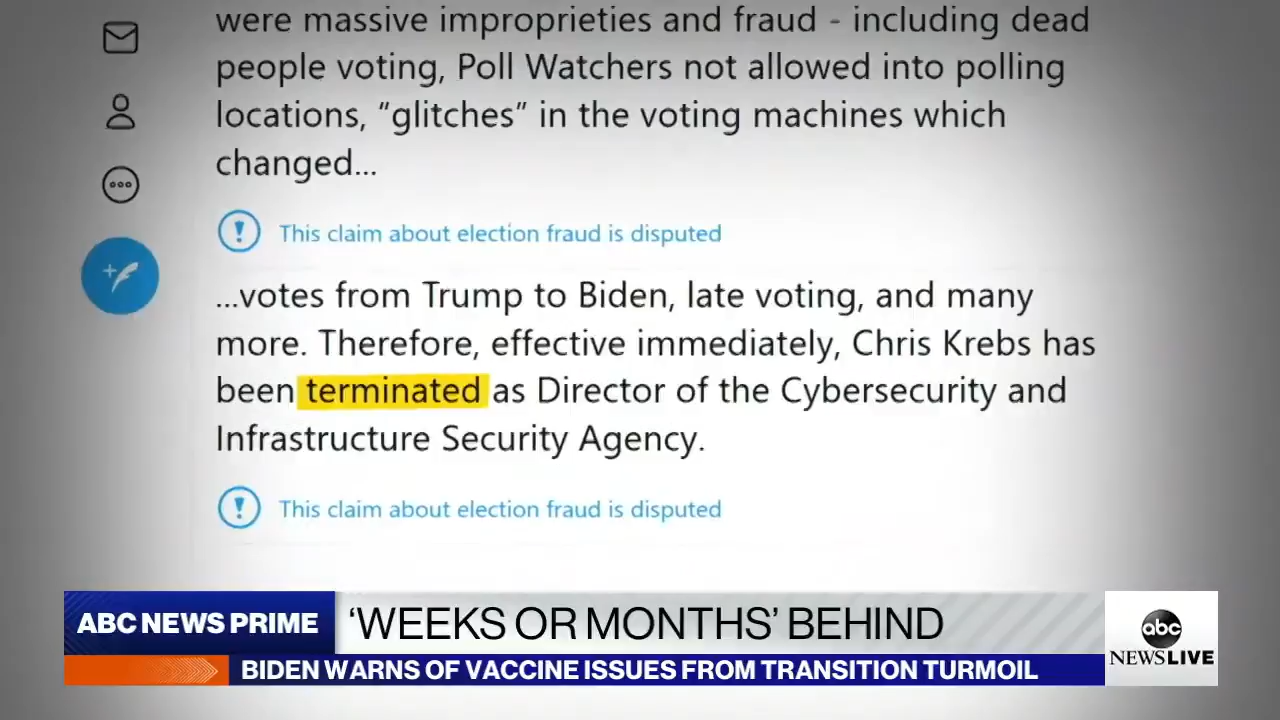 were massive improprieties and fraud - including dead
people voting, Poll Watchers not allowed into polling
locations, “glitches” in the voting machines which
changed...
This claim about election fraud is disputed
...votes from Trump to Biden, late voting, and many
more. Therefore, effective immediately, Chris Krebs has
been terminated as Director of the Cybersecurity and
Infrastructure Security Agency.
This claim about election fraud is disputed
ABC NEWS PRIME
‘WEEKS OR MONTHS’ BEHIND
BIDEN WARNS OF VACCINE ISSUES FROM TRANSITION TURMOIL
abc
NEWSLIVE